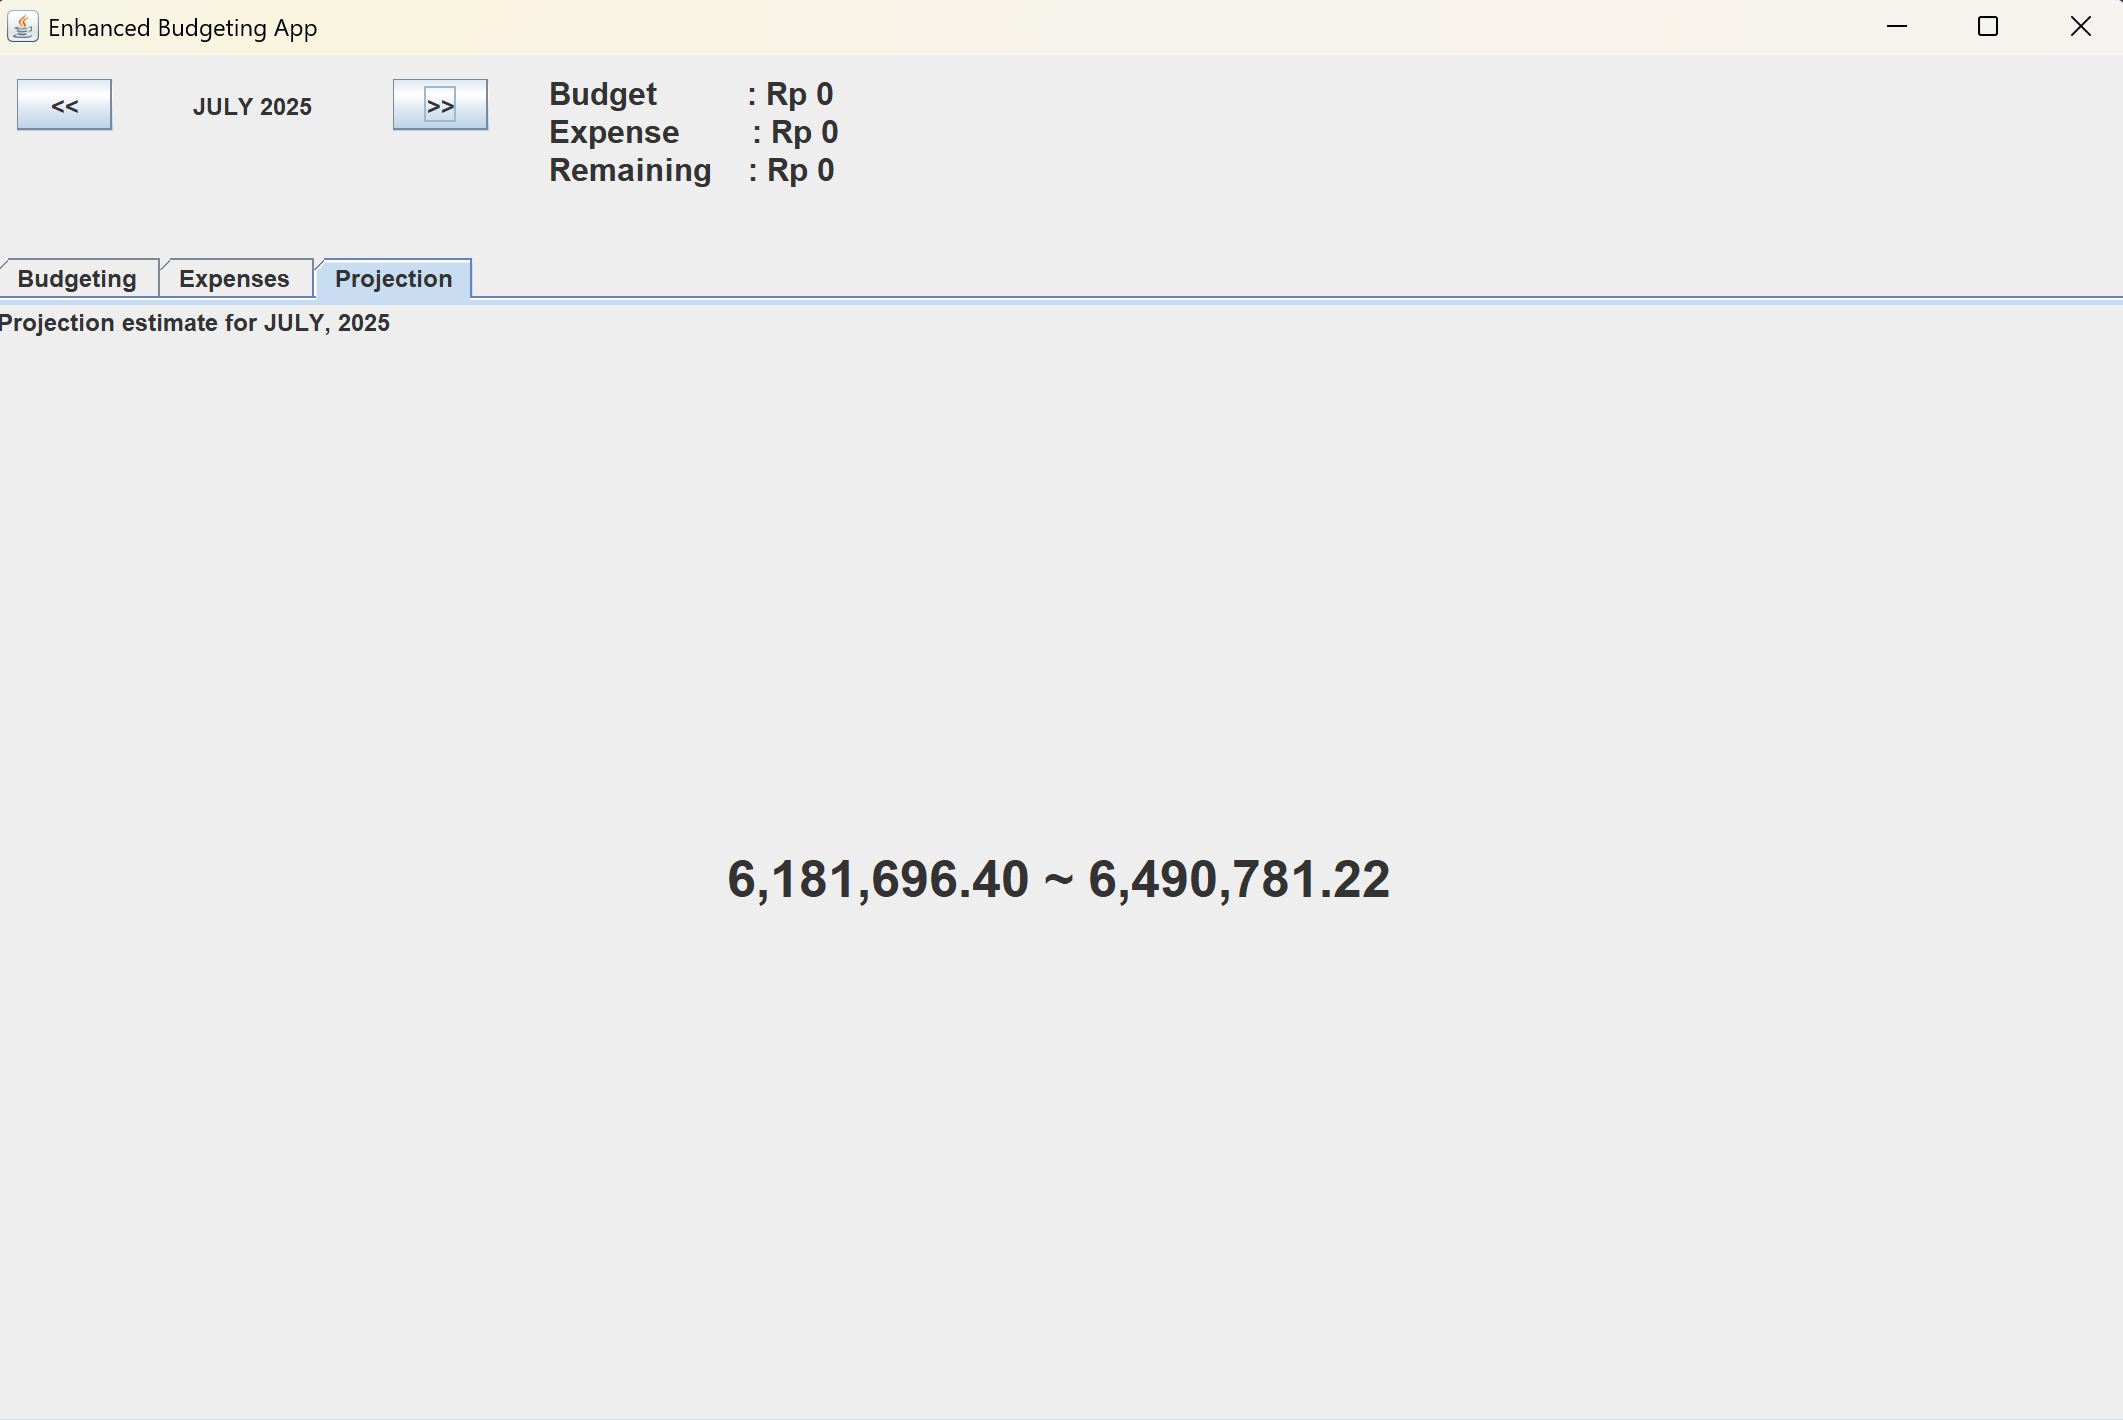 Enhanced Budgeting App
<< JULY 2025 >>
Budget : Rp 0
Expense : Rp 0
Remaining : Rp 0
Budgeting Expenses Projection
Projection estimate for JULY, 2025
6,181,696.40 ~ 6,490,781.22